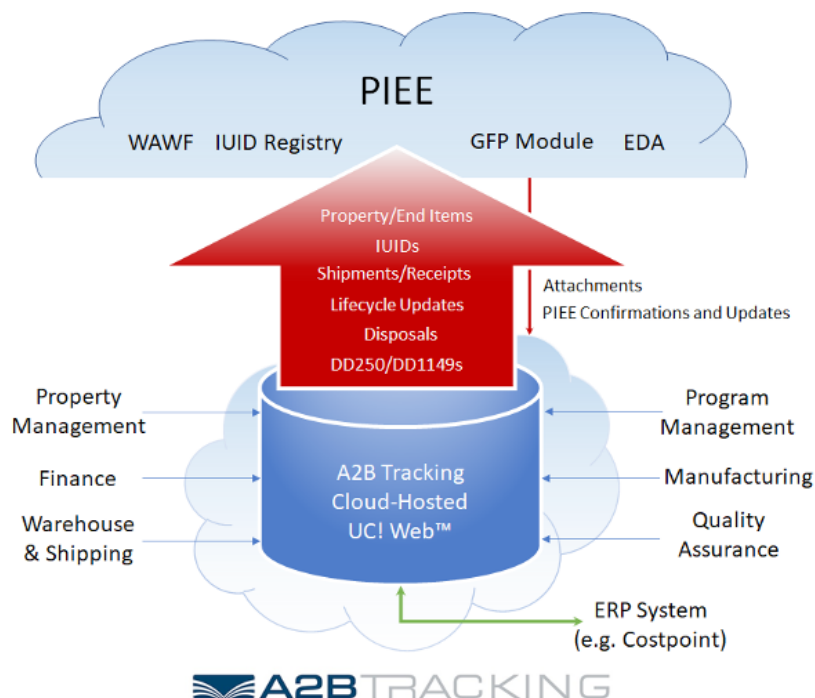 PIEE
WAWF IUID Registry GFP Module EDA
Property/End Items
IUIDs
Shipments/Receipts
Lifecycle Updates
Disposals
DD250/DD1149s
Attachments
PIEE Confirmations and Updates
Property
Management
Finance
Warehouse
& Shipping
A2B Tracking
Cloud-Hosted
UC! Web™
Program
Management
Manufacturing
Quality
Assurance
ERP System
(e.g. Costpoint)
A2BTRACKING